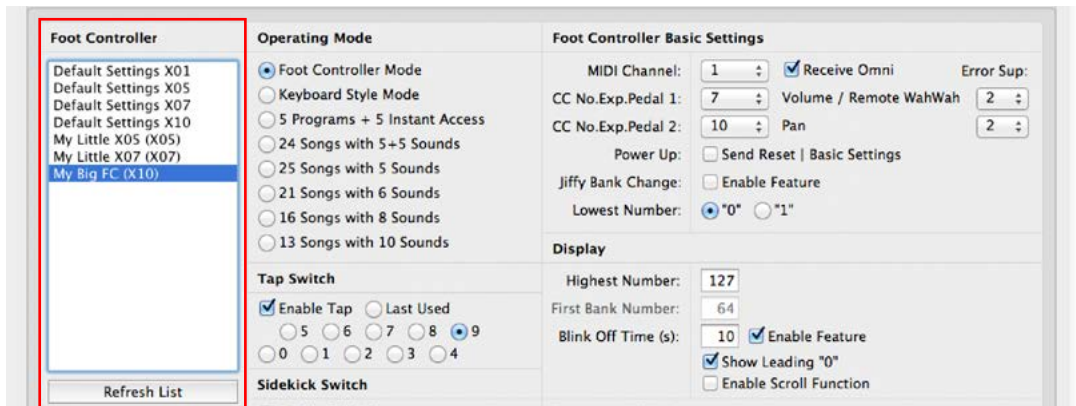 Foot Controller
Default Settings X01
Default Settings X05
Default Settings X07
Default Settings X10
My Little X05 (X05)
My Little X07 (X07)
My Big FC (X10)
Refresh List
Operating Mode
Foot Controller Mode
Keyboard Style Mode
5 Programs + 5 Instant Access
24 Songs with 5+5 Sounds
25 Songs with 5 Sounds
21 Songs with 6 Sounds
16 Songs with 8 Sounds
13 Songs with 10 Sounds
Tap Switch
Enable Tap Last Used
5 6 7 8 9
0 1 2 3 4
Sidekick Switch
Foot Controller Basic Settings
MIDI Channel: 1 Receive Omni Error Sup:
CC No.Exp.Pedal 1: 7 Volume / Remote WahWah 2
CC No.Exp.Pedal 2: 10 Pan 2
Power Up: Send Reset | Basic Settings
Jiffy Bank Change: Enable Feature
Lowest Number: "0" "1"
Display
Highest Number: 127
First Bank Number: 64
Blink Off Time (s): 10 Enable Feature
Show Leading "0"
Enable Scroll Function